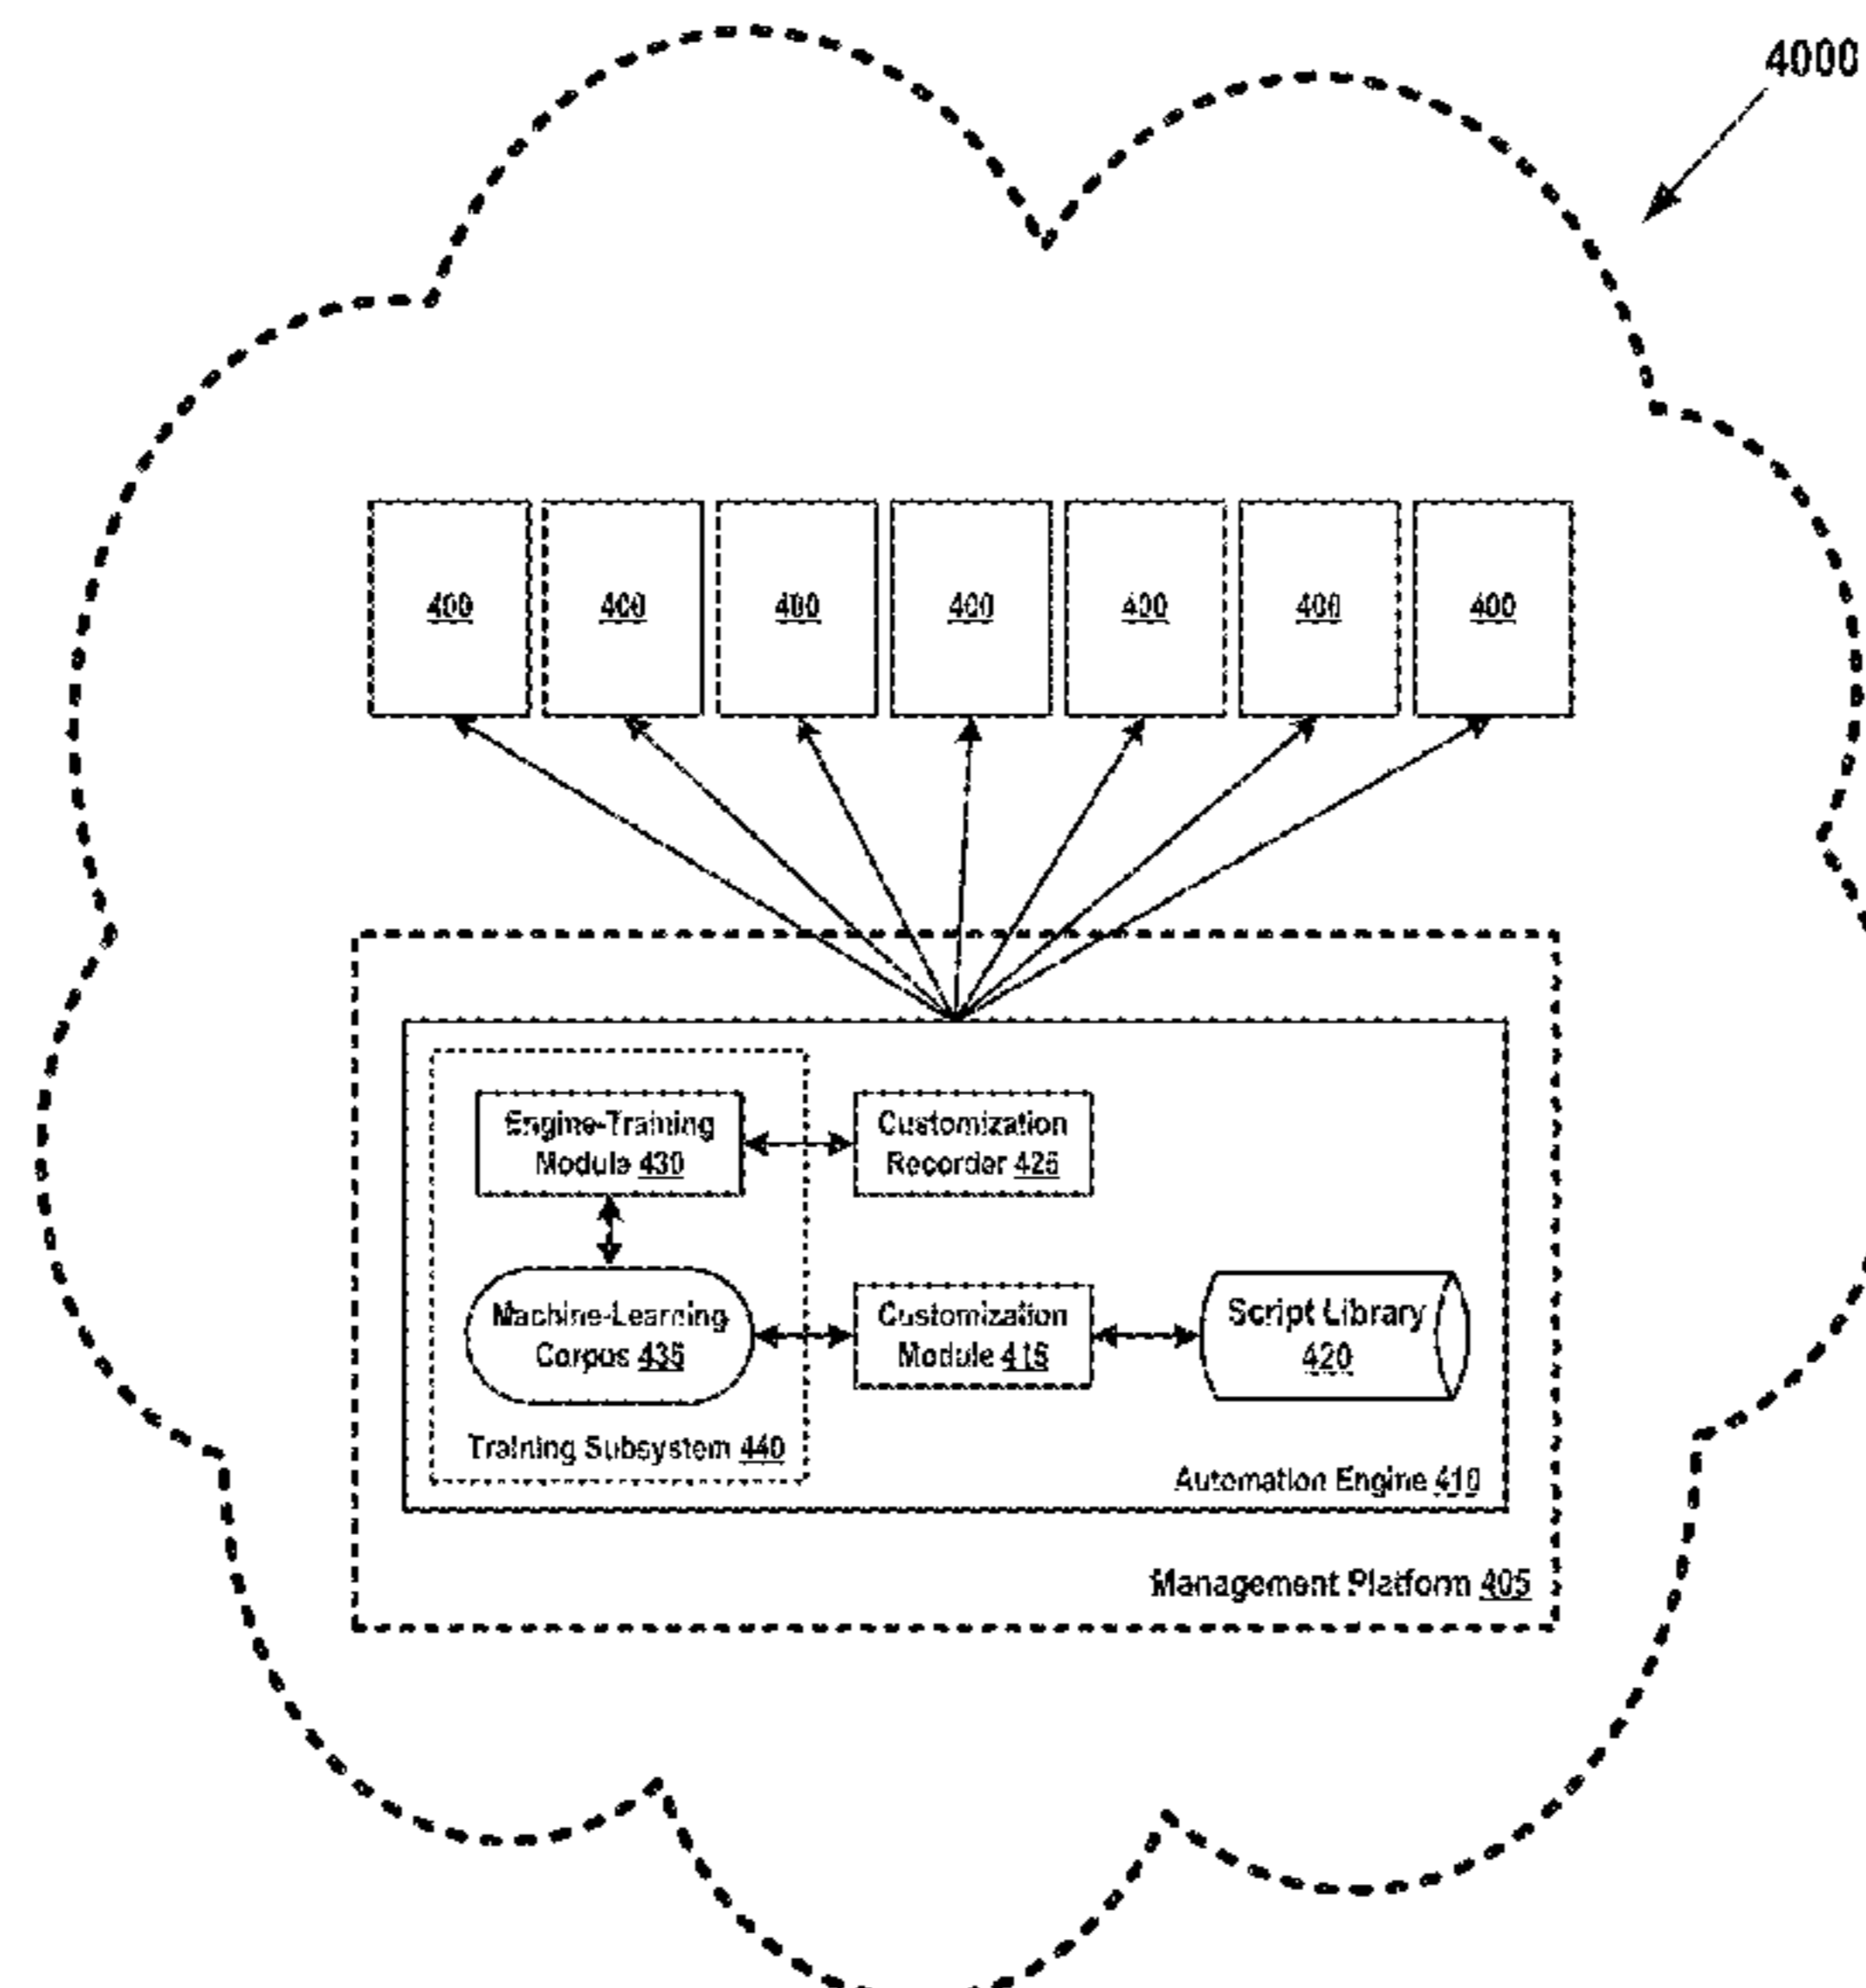 4000
400 400 400 400 400 400 400
Engine-Training
Module 430
Customization
Recorder 425
Machine-Learning
Corpus 435
Customization
Module 415
Script Library
420
Training Subsystem 440
Automation Engine 410
Management Platform 405